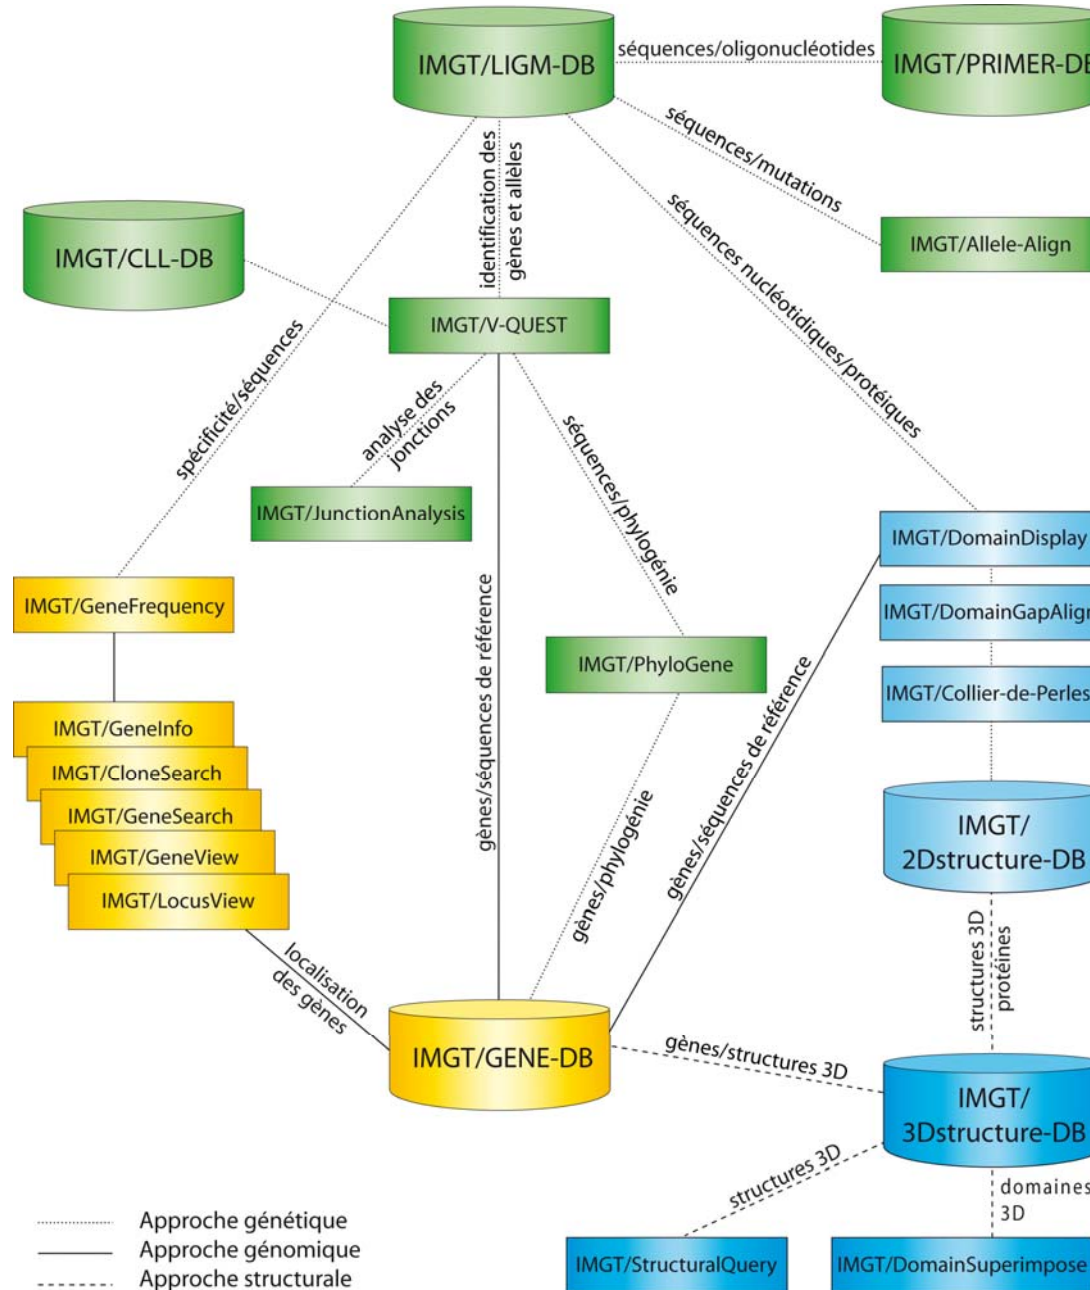 IMGT/LIGM-DB
séquences/oligonucléotides
IMGT/PRIMER-DB
séquences/mutations
identification des
gènes et allèles
séquences nucléotidiques/protéiques
IMGT/CLL-DB
IMGT/Allele-Align
IMGT/V-QUEST
spécificité/séquences
analyse des
jonctions
séquences/phylogénie
IMGT/JunctionAnalysis
IMGT/DomainDisplay
IMGT/GeneFrequency
IMGT/DomainGapAlign
gènes/séquences de référence
IMGT/PhyloGene
gènes/séquences de référence
IMGT/Collier-de-Perles
IMGT/GeneInfo
IMGT/CloneSearch
IMGT/GeneSearch
IMGT/GeneView
IMGT/LocusView
gènes/phylogénie
IMGT/
2Dstructure-DB
localisation
des gènes
structures 3D
protéines
IMGT/GENE-DB
gènes/structures 3D
IMGT/
3Dstructure-DB
structures 3D
domaines
3D
Approche génétique
Approche génomique
Approche structurale
IMGT/StructuralQuery
IMGT/DomainSuperimpose